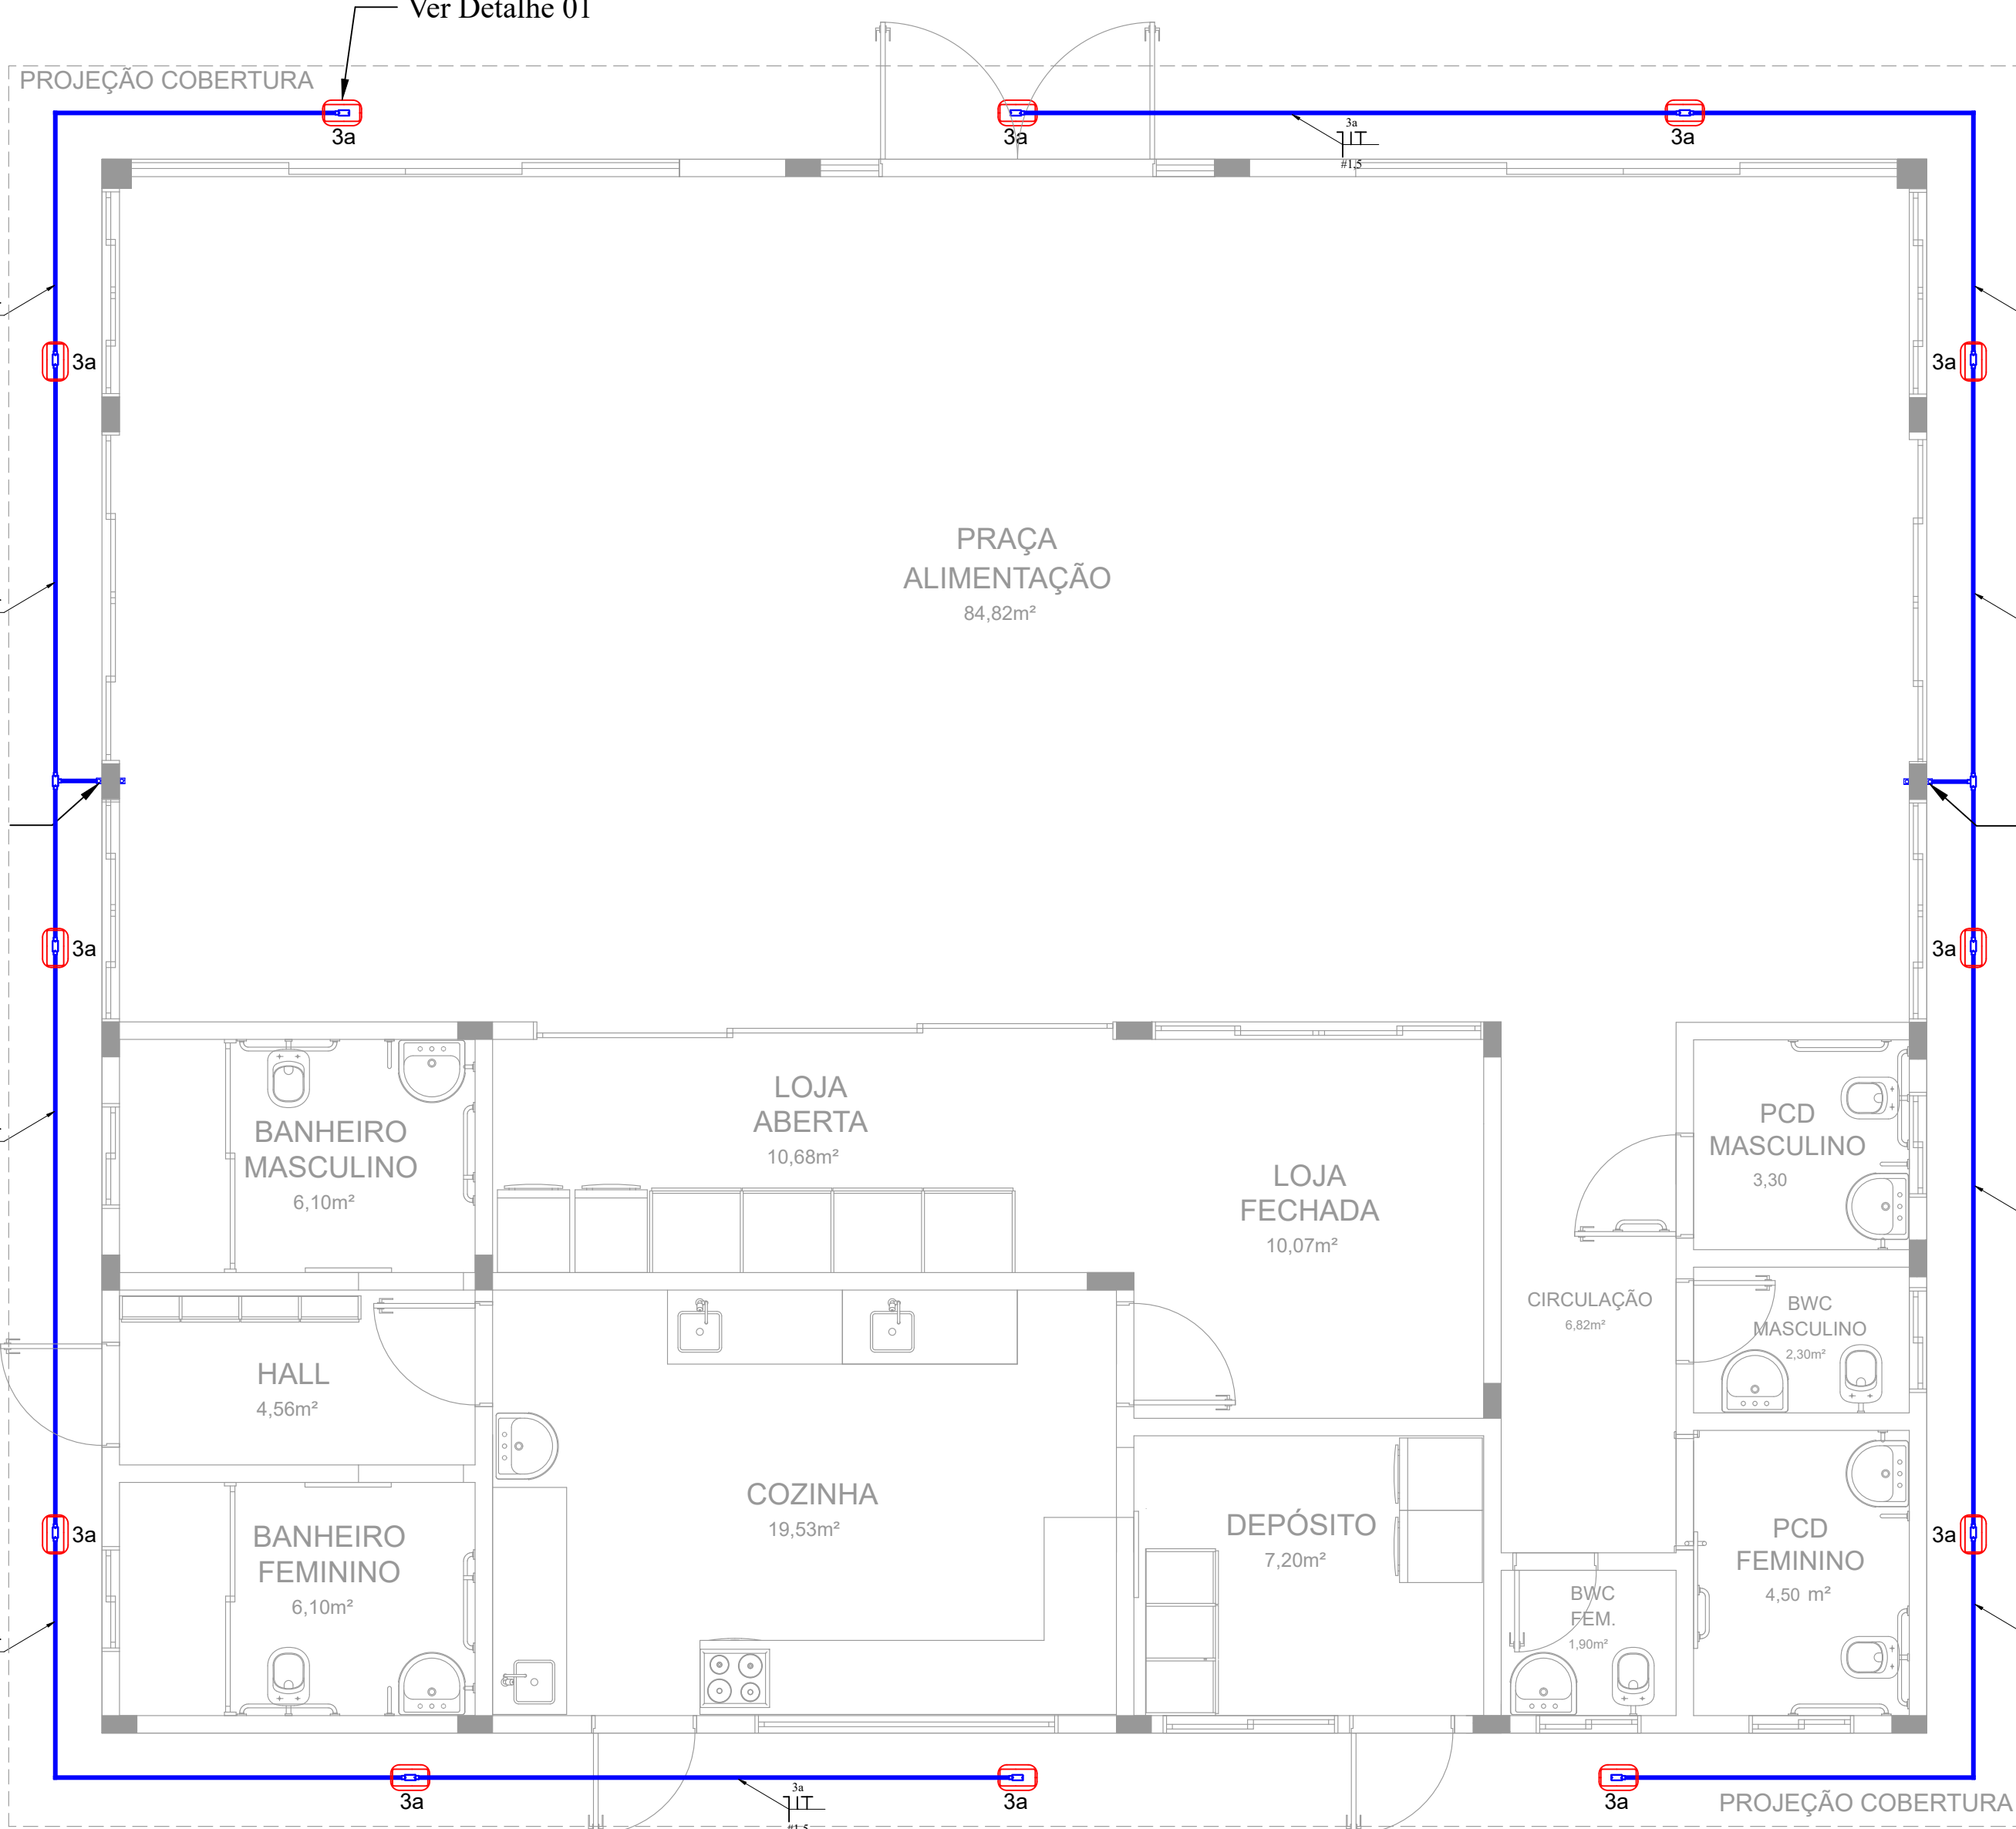 Ver Detalhe 01
PROJEÇÃO COBERTURA
3a
3a
3a
3a
#1,5
3a
3a
PRAÇA
ALIMENTAÇÃO
84,82m²
3a
3a
LOJA
ABERTA
10,68m²
BANHEIRO
MASCULINO
6,10m²
LOJA
FECHADA
10,07m²
PCD
MASCULINO
3,30
CIRCULAÇÃO
6,82m²
BWC
MASCULINO
2,30m²
HALL
4,56m²
COZINHA
19,53m²
DEPÓSITO
7,20m²
BANHEIRO
FEMININO
6,10m²
PCD
FEMININO
4,50 m²
3a
3a
BWC
FEM.
1,90m²
3a
3a
3a
3a
#1,5
PROJEÇÃO COBERTURA